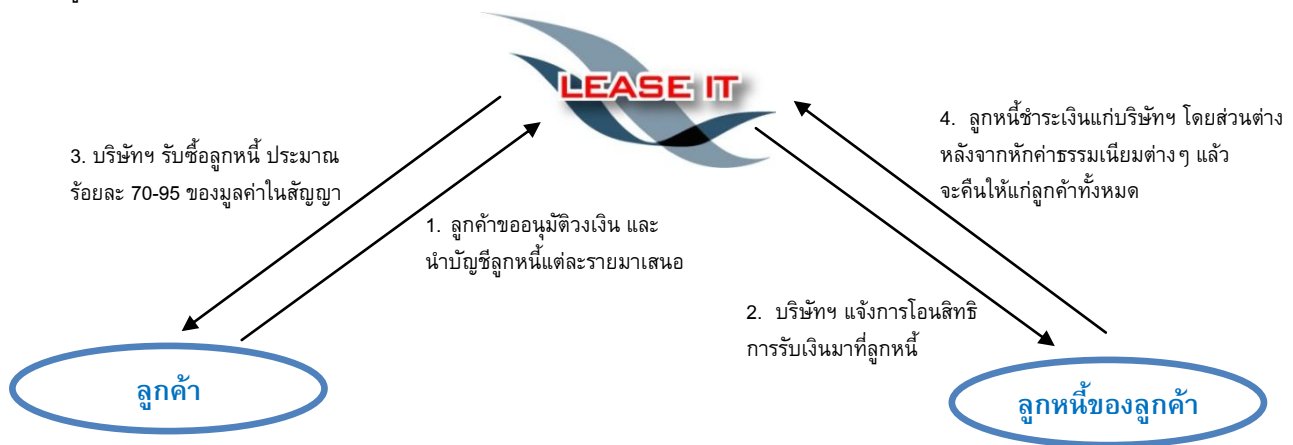 LEASE IT
3. บริษัทฯ รับซื้อลูกหนี้ ประมาณ
ร้อยละ 70-95 ของมูลค่าในสัญญา
1. ลูกค้าขออนุมัติวงเงิน และ
นำบัญชีลูกหนี้แต่ละรายมาเสนอ
4. ลูกหนี้ชำระเงินแก่บริษัทฯ โดยส่วนต่าง
หลังจากหักค่าธรรมเนียมต่างๆ แล้ว
จะคืนให้แก่ลูกค้าทั้งหมด
2. บริษัทฯ แจ้งการโอนสิทธิ
การรับเงินมาที่ลูกหนี้
ลูกค้า
ลูกหนี้ของลูกค้า